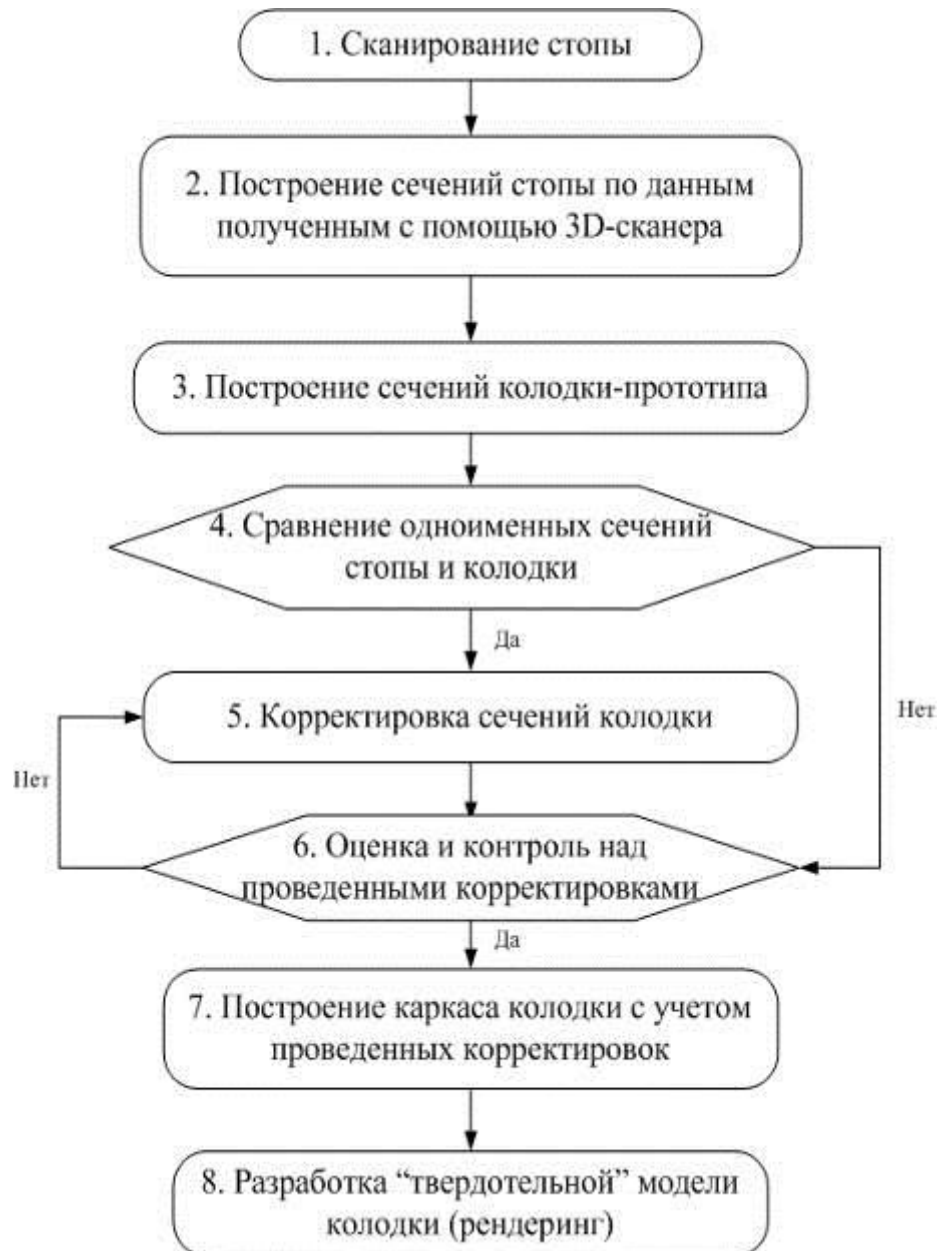 1. Сканирование стопы
2. Построение сечений стопы по данным
полученным с помощью 3D-сканера
3. Построение сечений колодки-прототипа
4. Сравнение одноименных сечений
стопы и колодки
Да
5. Корректировка сечений колодки
Нет
Нет
6. Оценка и контроль над
проведенными корректировками
Да
7. Построение каркаса колодки с учетом
проведенных корректировок
8. Разработка “твердотельной” модели
колодки (рендеринг)